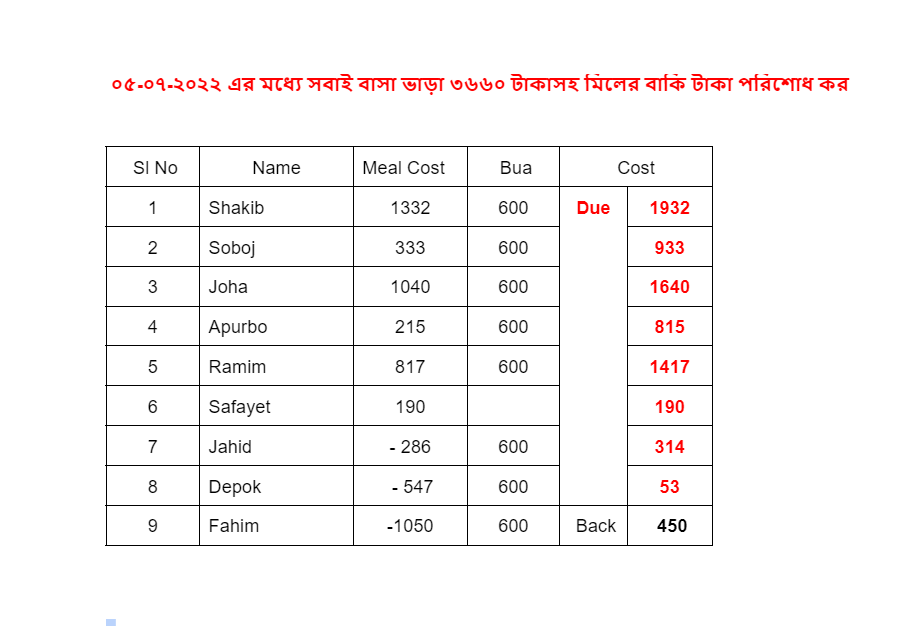 ০৫-০৭-২০২২ এর মধ্যে সবাই বাসা ভাড়া ৩৬৬০ টাকাসহ মিলের বাকি টাকা পরিশোধ কর
Sl No Name Meal Cost Bua Cost
1 Shakib 1332 600 Due 1932
2 Soboj 333 600 933
3 Joha 1040 600 1640
4 Apurbo 215 600 815
5 Ramim 817 600 1417
6 Safayet 190 190
7 Jahid - 286 600 314
8 Depok - 547 600 53
9 Fahim -1050 600 Back 450